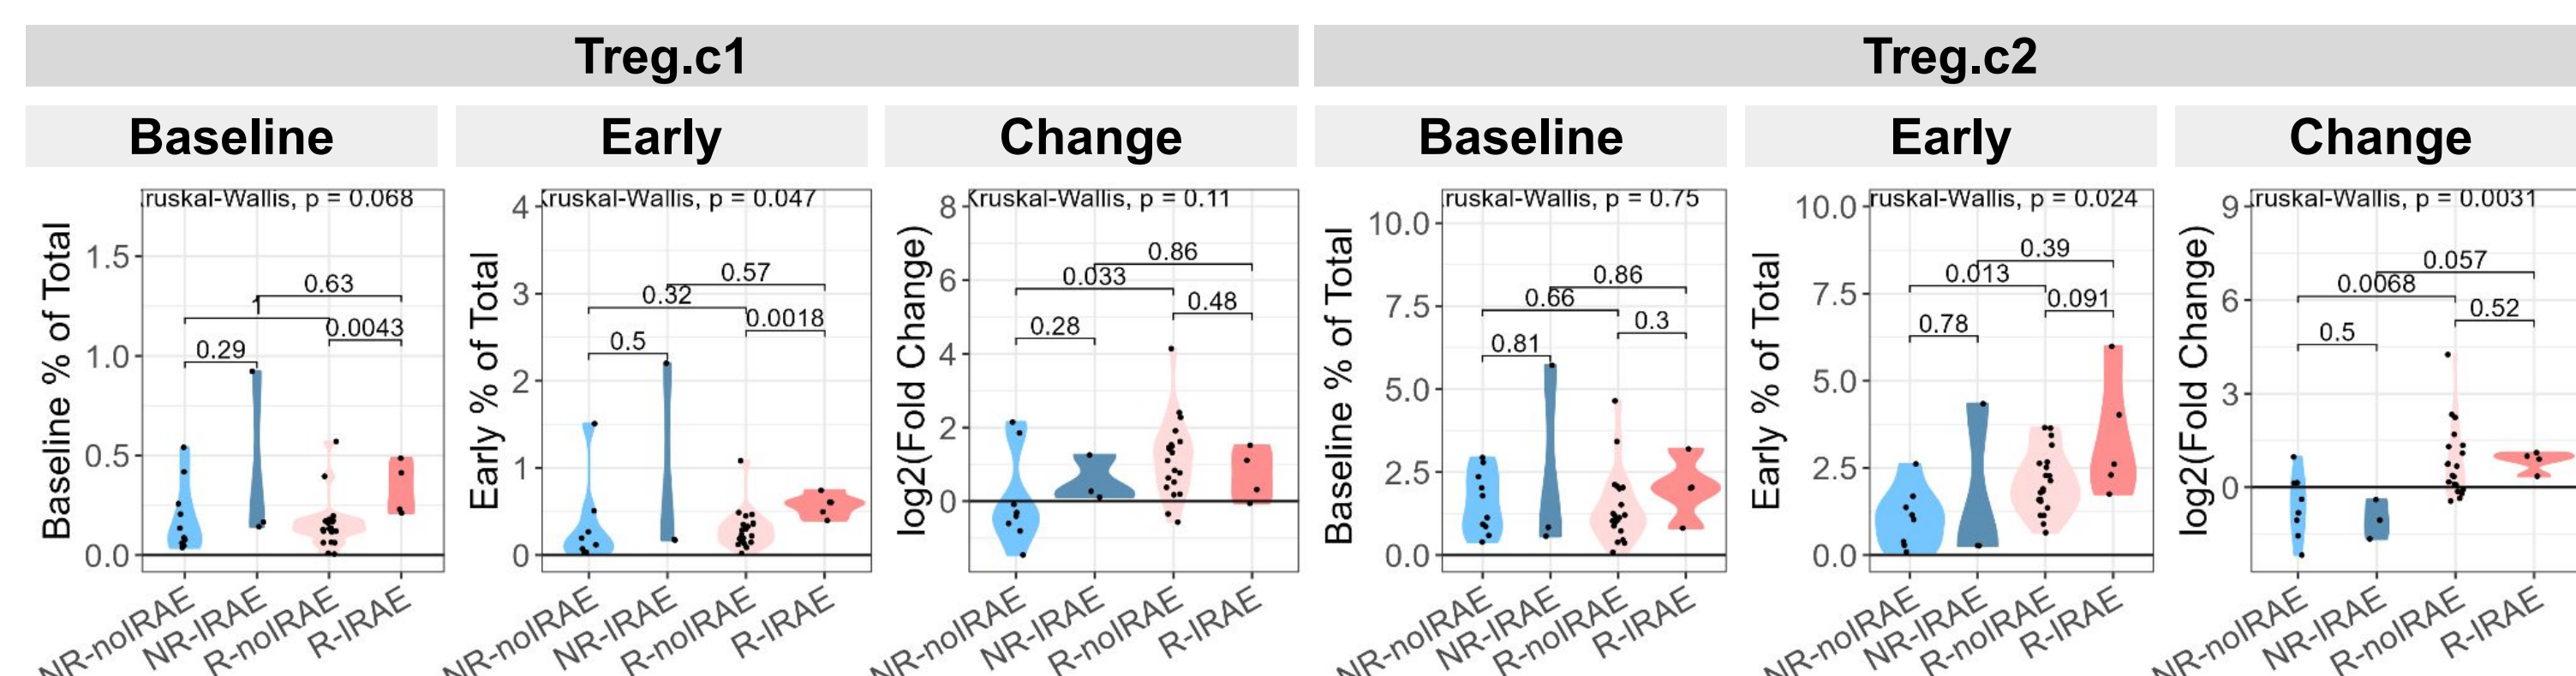 Treg.c1
Treg.c2
Baseline
Early
Change
Baseline
Early
Change
Baseline % of Total
ruskal-Wallis, p = 0.068
0.63
1
0.0043
0.29
1.5
1.0
0.5
0.0
NR-noIRAE
NR-IRAE
R-noIRAE
R-IRAE
Early % of Total
Kruskal-Wallis, p = 0.047
0.57
0.32
0.0018
0.5
4
3
2
1
0
NR-noIRAE
NR-IRAE
R-noIRAE
R-IRAE
log2(Fold Change)
Kruskal-Wallis, p = 0.11
0.86
0.033
0.48
0.28
8
6
4
2
0
NR-noIRAE
NR-IRAE
R-noIRAE
R-IRAE
Baseline % of Total
ruskal-Wallis, p = 0.75
0.86
0.66
0.3
0.81
10.0
7.5
5.0
2.5
0.0
NR-noIRAE
NR-IRAE
R-noIRAE
R-IRAE
Early % of Total
ruskal-Wallis, p = 0.024
0.39
0.013
0.091
0.78
10.0
7.5
5.0
2.5
0.0
NR-noIRAE
NR-IRAE
R-noIRAE
R-IRAE
log2(Fold Change)
ruskal-Wallis, p = 0.0031
0.057
0.0068
0.52
0.5
9
6
3
0
NR-noIRAE
NR-IRAE
R-noIRAE
R-IRAE